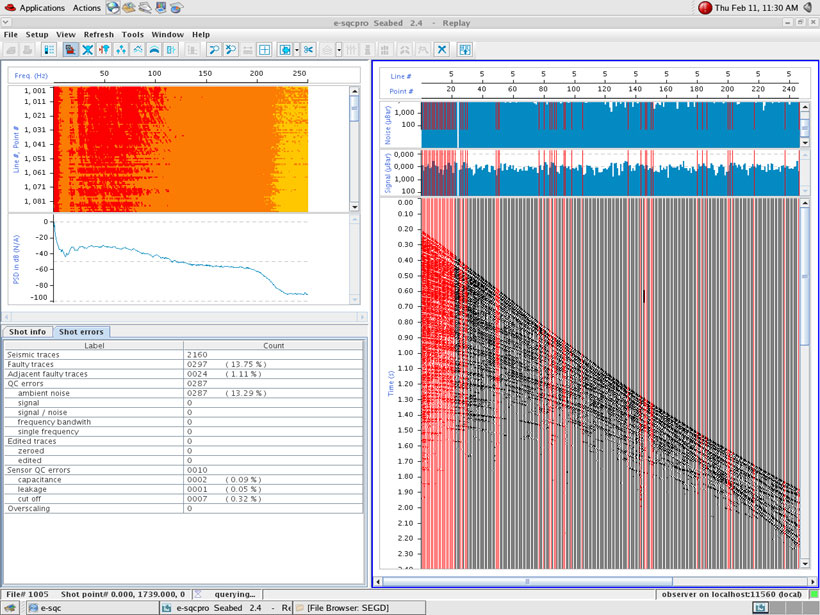 Applications Actions Thu Feb 11, 11:30 AM
e-sqcpro Seabed 2.4 - Replay
File Setup View Refresh Tools Window Help
Freq. (Hz) 50 100 150 200 250
Line #, Point #
1,001
1,011
1,021
1,031
1,041
1,051
1,061
1,071
1,081
PSD in dB (N/A)
0
-20
-40
-60
-80
-100
Line # 5 5 5 5 5 5 5 5 5 5 5 5
Point # 20 40 60 80 100 120 140 160 180 200 220 240
Noise (µBar)
1,000
100
Signal (µBar)
0,000
0,000
1,000
100
Time (s)
0.00
0.10
0.20
0.30
0.40
0.50
0.60
0.70
0.80
0.90
1.00
1.10
1.20
1.30
1.40
1.50
1.60
1.70
1.80
1.90
2.00
2.10
2.20
2.30
2.40
Shot info Shot errors
Label Count
Seismic traces 2160
Faulty traces 0297 ( 13.75 % )
Adjacent faulty traces 0024 ( 1.11 % )
QC errors 0287
ambient noise 0287 ( 13.29 % )
signal 0
signal / noise 0
frequency bandwith 0
single frequency 0
Edited traces 0
zeroed 0
edited 0
Sensor QC errors 0010
capacitance 0002 ( 0.09 % )
leakage 0001 ( 0.05 % )
cut off 0007 ( 0.32 % )
Overscaling 0
File# 1005 Shot point# 0.000, 1739.000, 0 querying... observer on localhost:11560 (local)
e-sqc e-sqcpro Seabed 2.4 - Re [File Browser: SEGD]